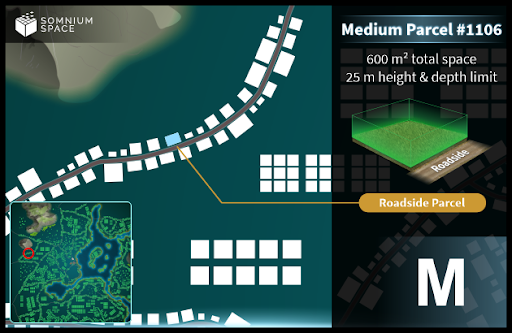 SOMNIUM
SPACE
Medium Parcel #1106
600 m² total space
25 m height & depth limit
Roadside
Roadside Parcel
M